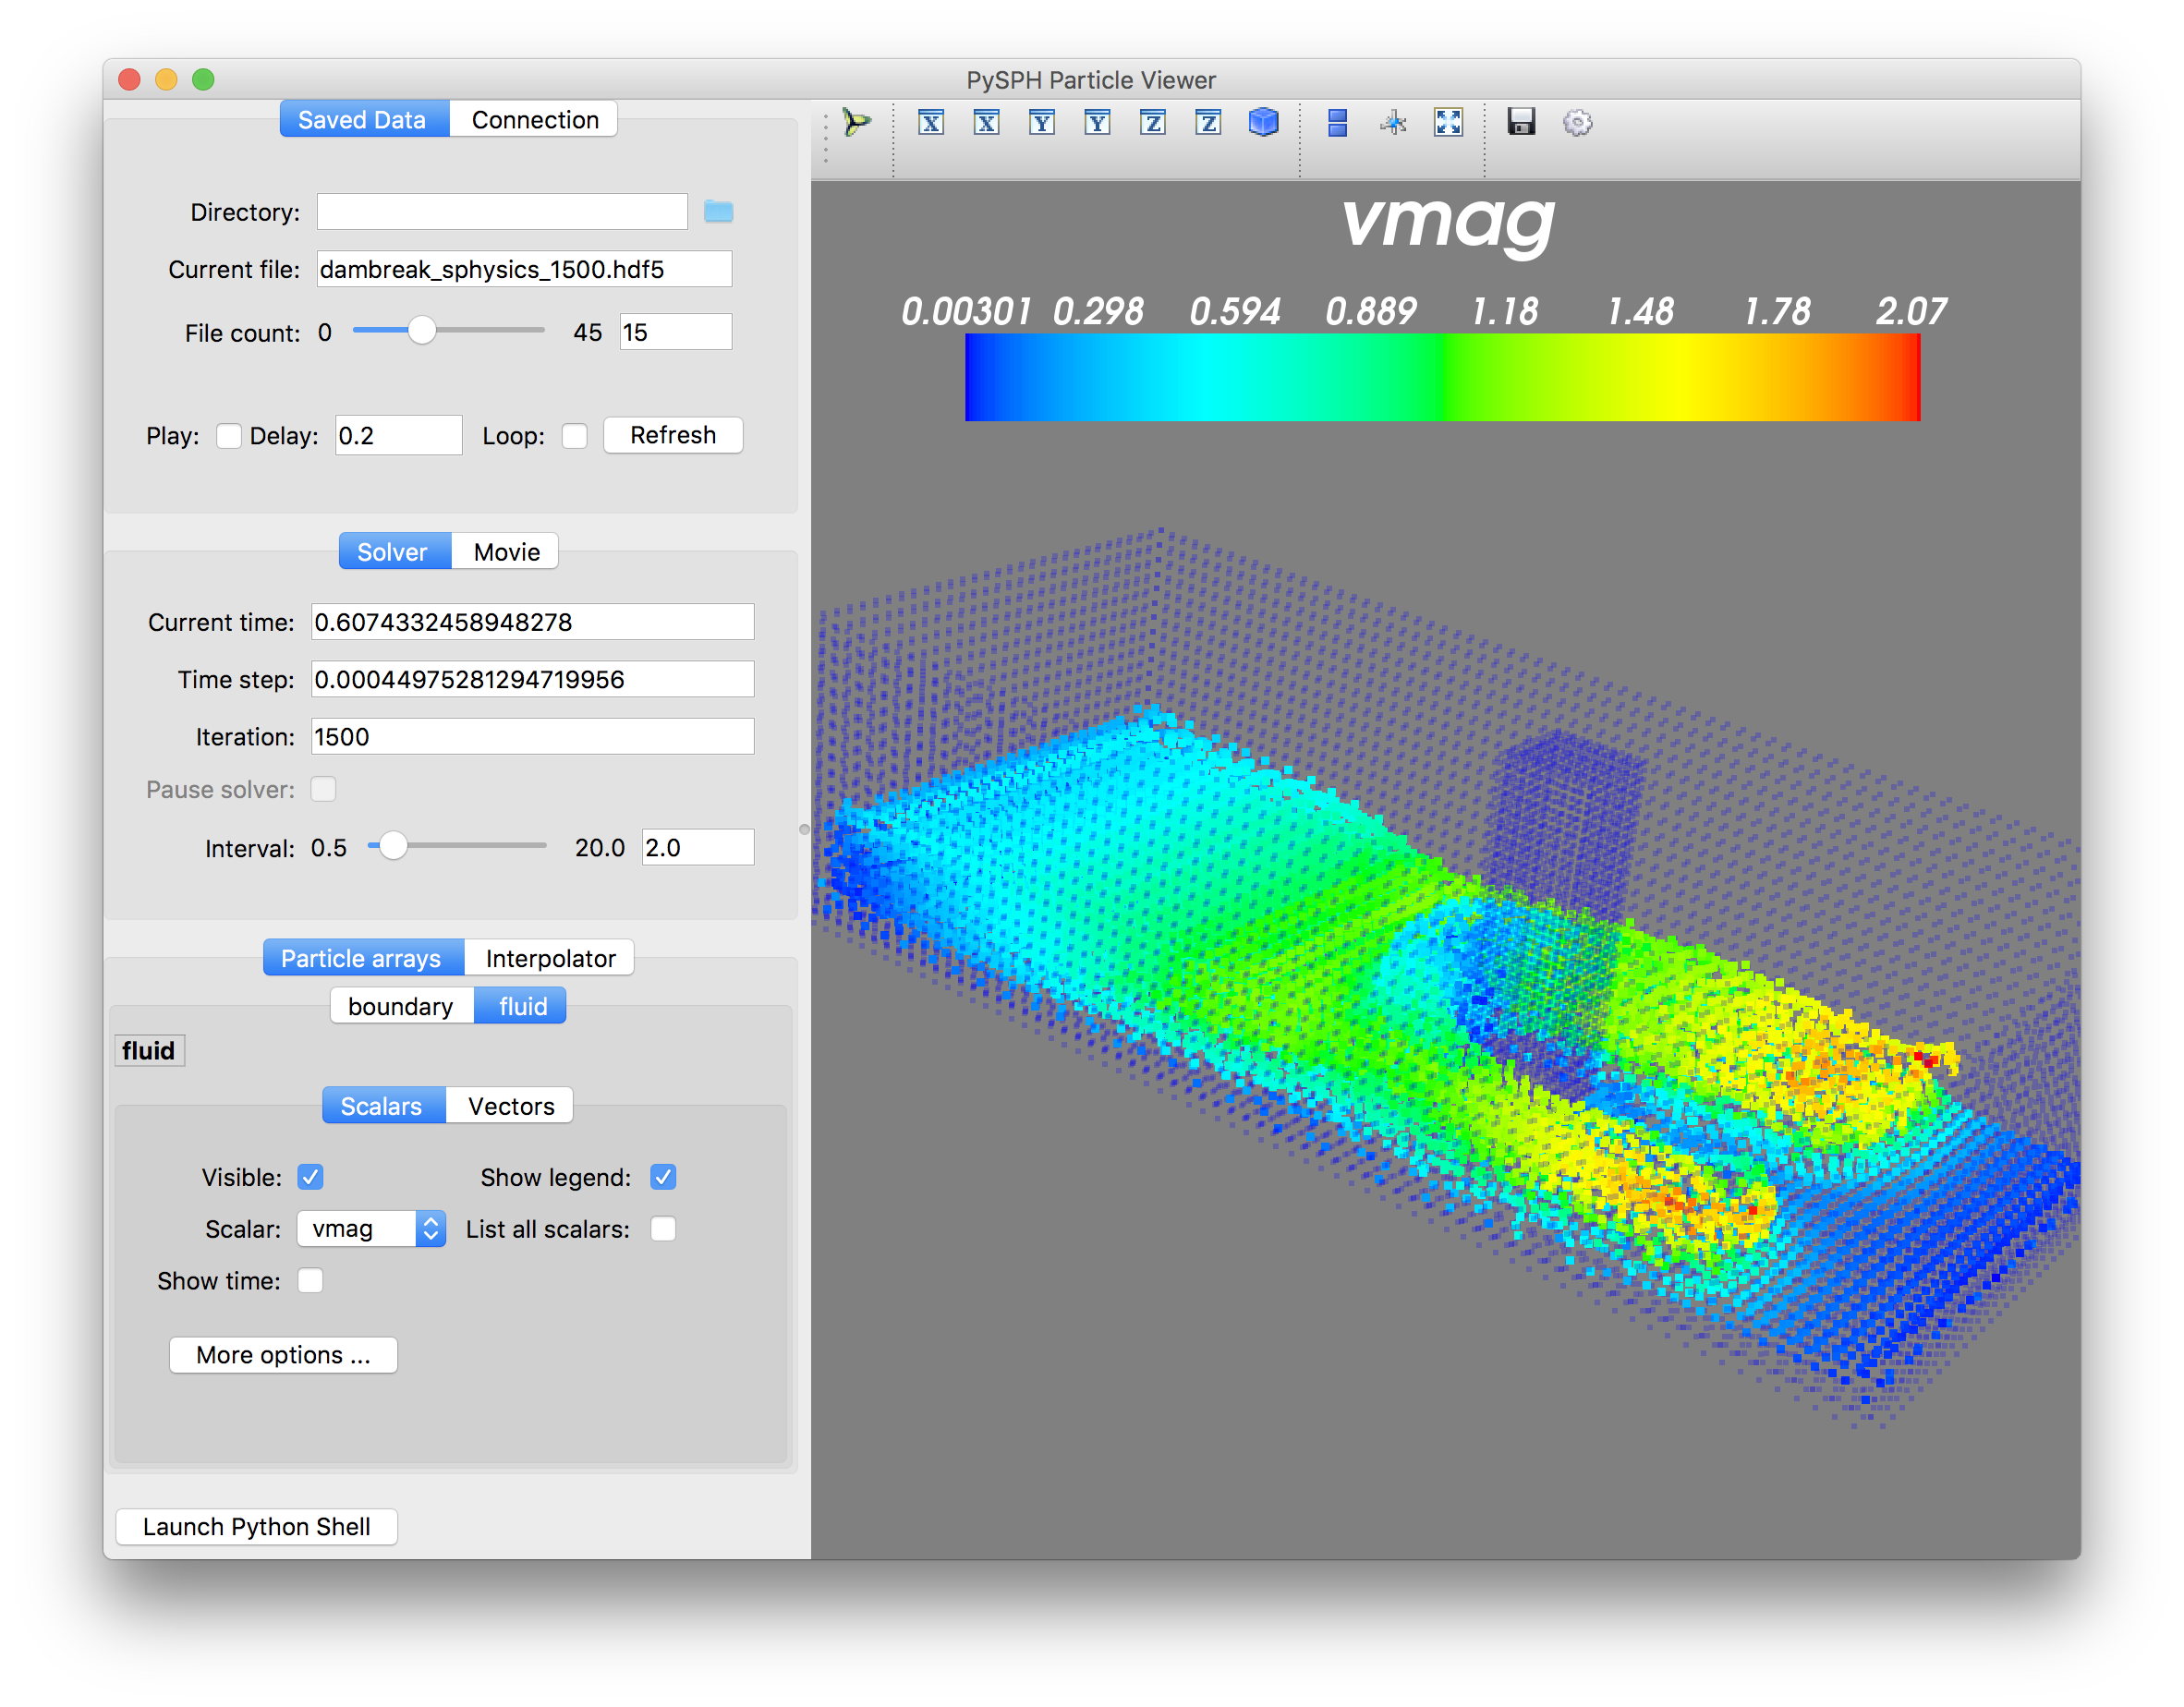 PySPH Particle Viewer
Saved Data Connection
Directory:
Current file: dambreak_sphysics_1500.hdf5
File count: 0 45 15
Play: Delay: 0.2 Loop: Refresh
Solver Movie
Current time: 0.6074332458948278
Time step: 0.00044975281294719956
Iteration: 1500
Pause solver:
Interval: 0.5 20.0 2.0
Particle arrays Interpolator
boundary fluid
fluid
Scalars Vectors
Visible: Show legend:
Scalar: vmag List all scalars:
Show time:
More options ...
Launch Python Shell
X X Y Y Z Z
vmag
0.00301 0.298 0.594 0.889 1.18 1.48 1.78 2.07